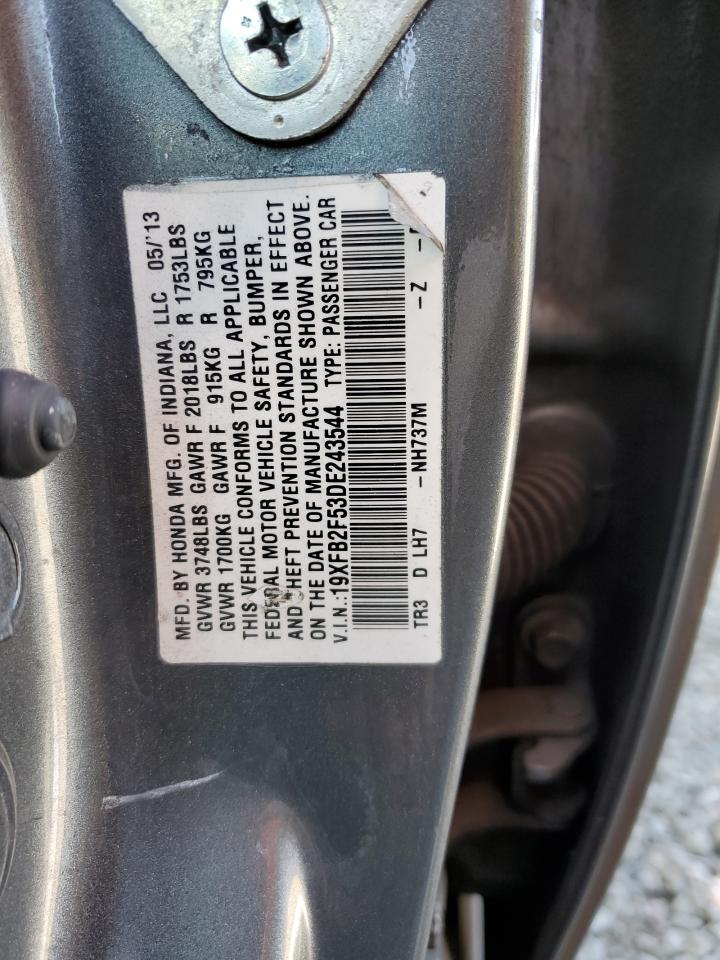 MFD. BY HONDA MFG. OF INDIANA, LLC 05/'13
GVWR 3748LBS GAWR F 2018LBS R 1753LBS
GVWR 1700KG GAWR F 915KG R 795KG
THIS VEHICLE CONFORMS TO ALL APPLICABLE
FEDERAL MOTOR VEHICLE SAFETY, BUMPER,
AND THEFT PREVENTION STANDARDS IN EFFECT
ON THE DATE OF MANUFACTURE SHOWN ABOVE.
V.I.N.:19XFB2F53DE243544 TYPE: PASSENGER CAR
TR3 D LH7 -NH737M -Z -